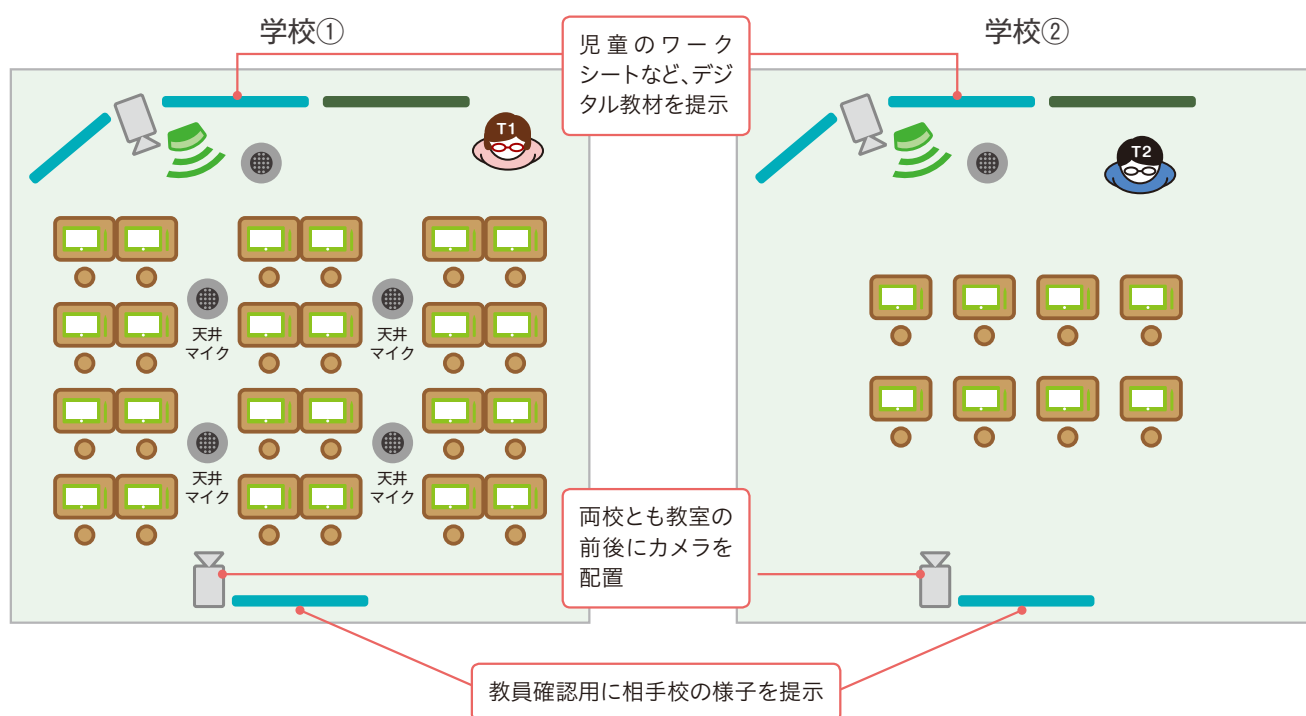 学校①
学校②
児童のワーク
シートなど、デジ
タル教材を提示
T1
T2
天井
マイク
天井
マイク
天井
マイク
天井
マイク
両校とも教室の
前後にカメラを
配置
教員確認用に相手校の様子を提示